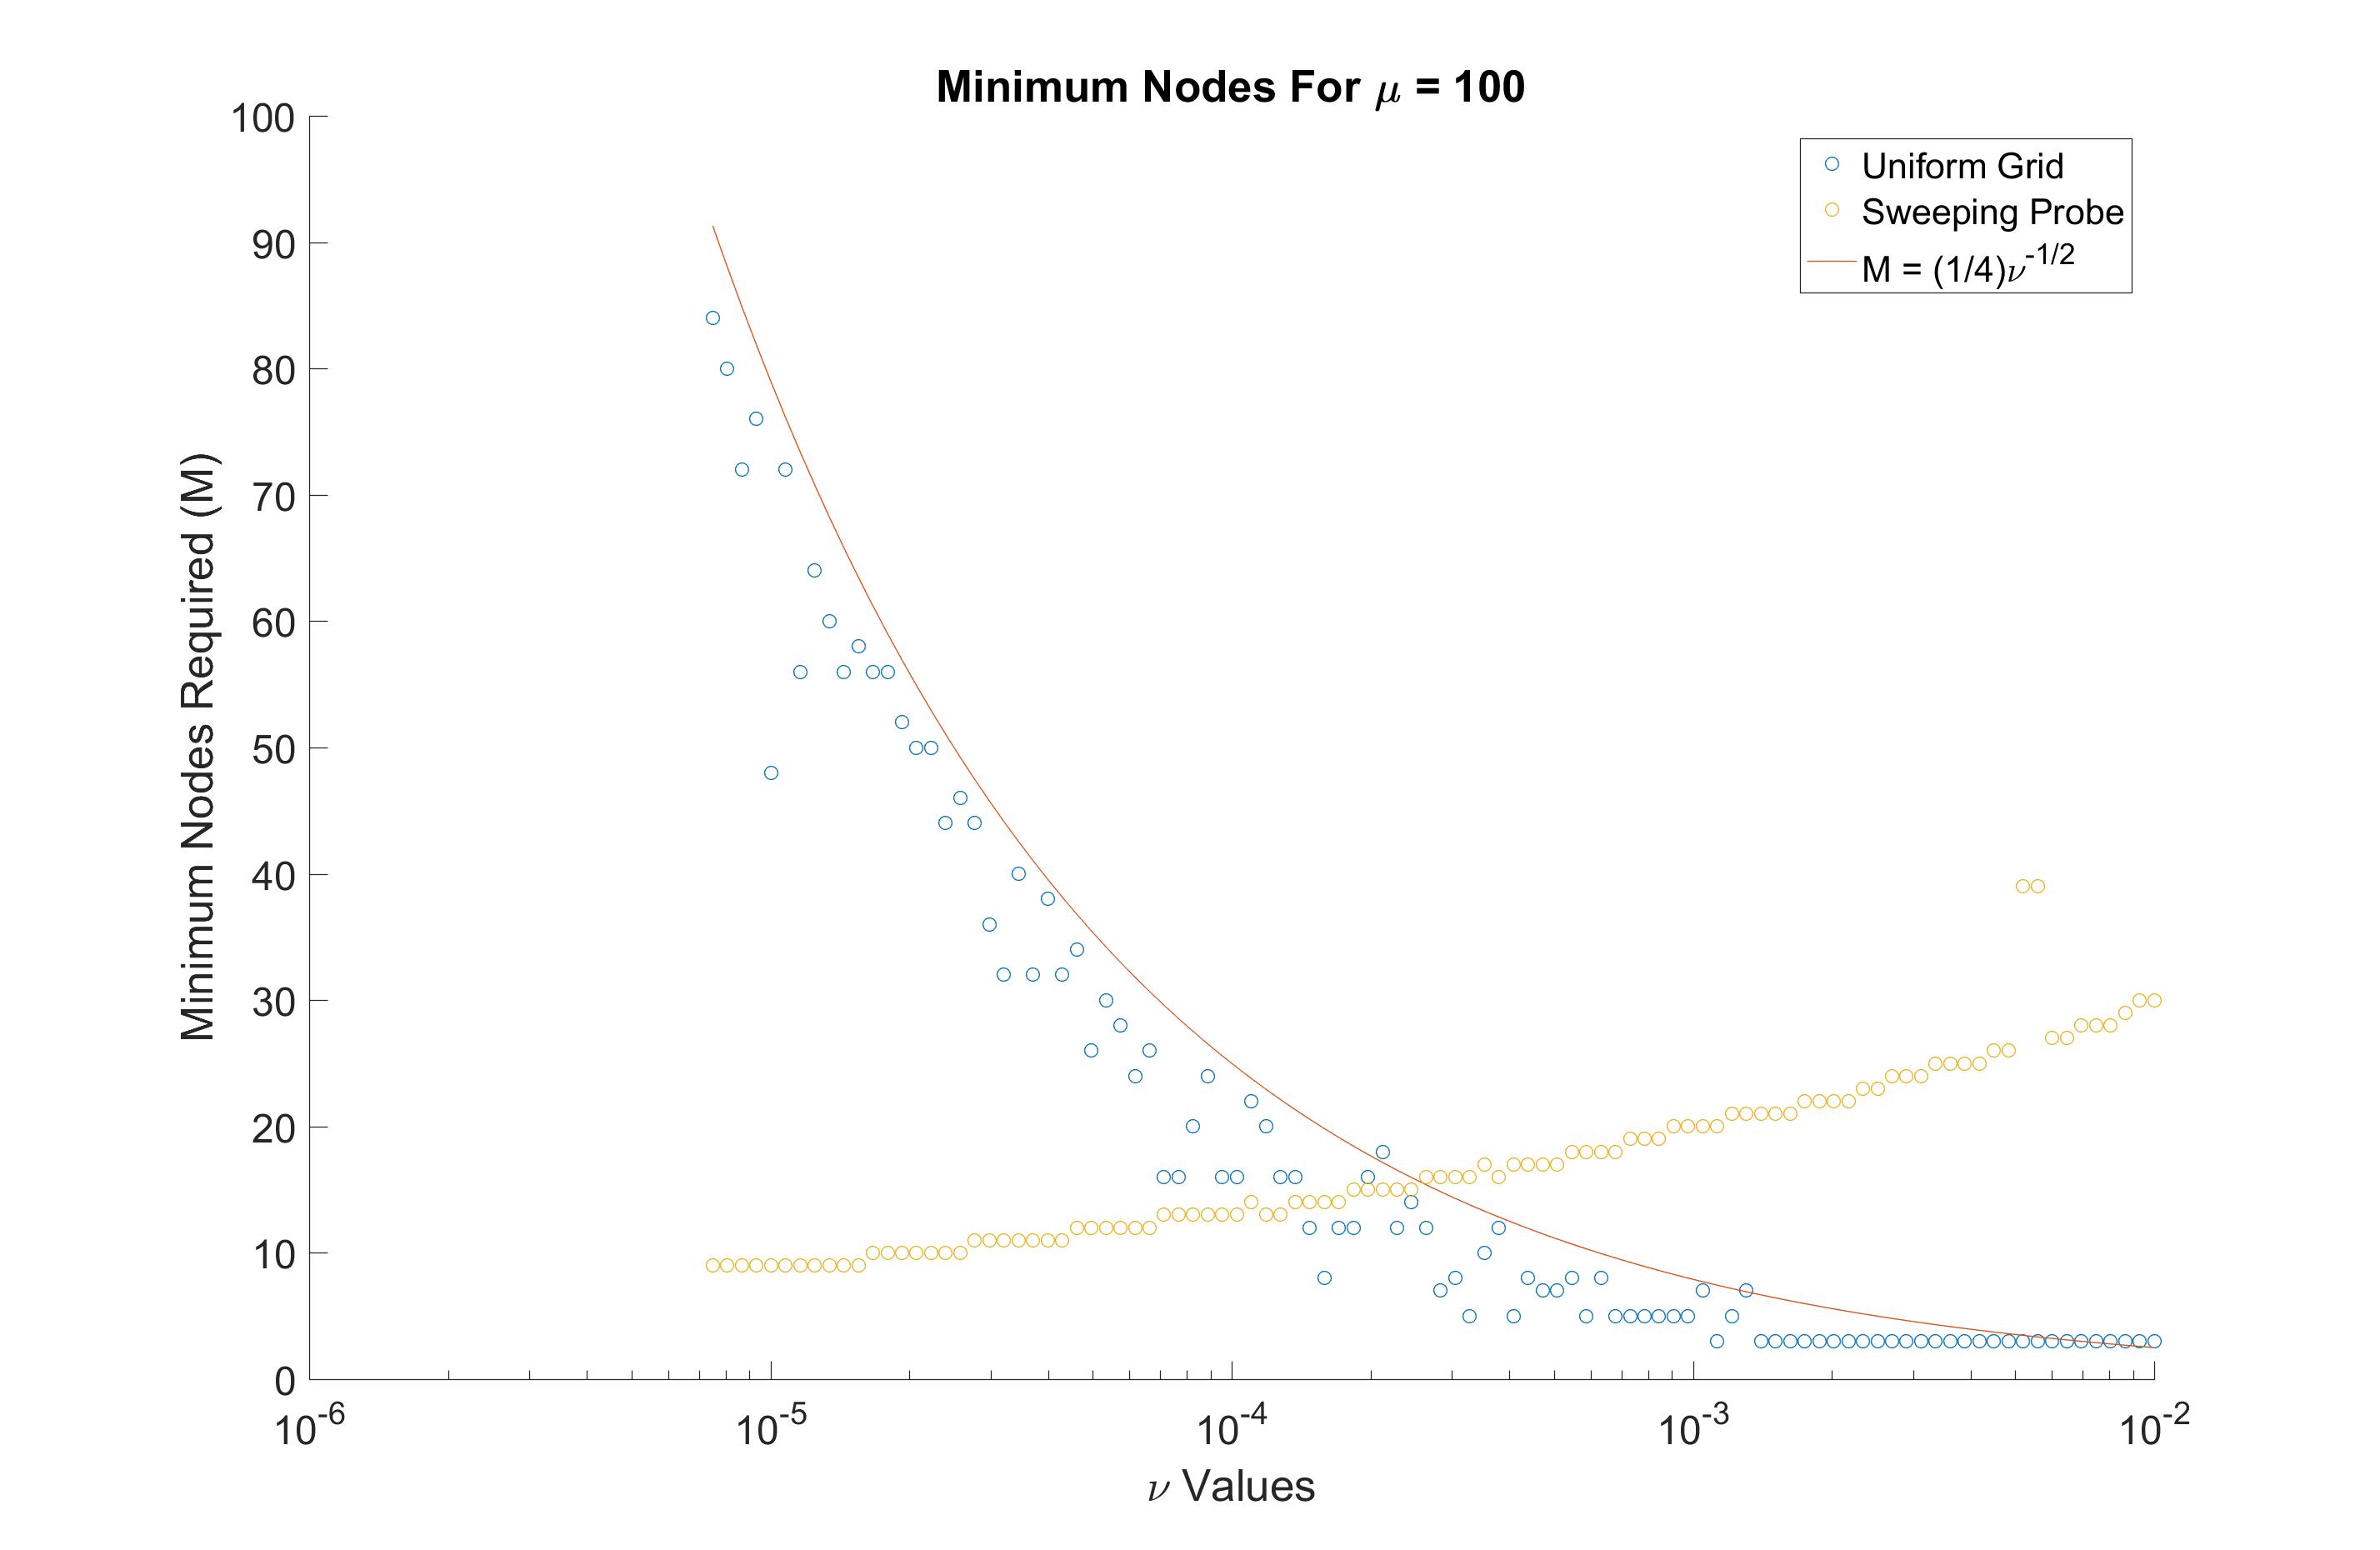 Minimum Nodes For μ = 100
100
90
80
70
60
50
40
30
20
10
0
Minimum Nodes Required (M)
Uniform Grid
Sweeping Probe
M = (1/4)ν^-1/2
10^-6 10^-5 10^-4 10^-3 10^-2
ν Values